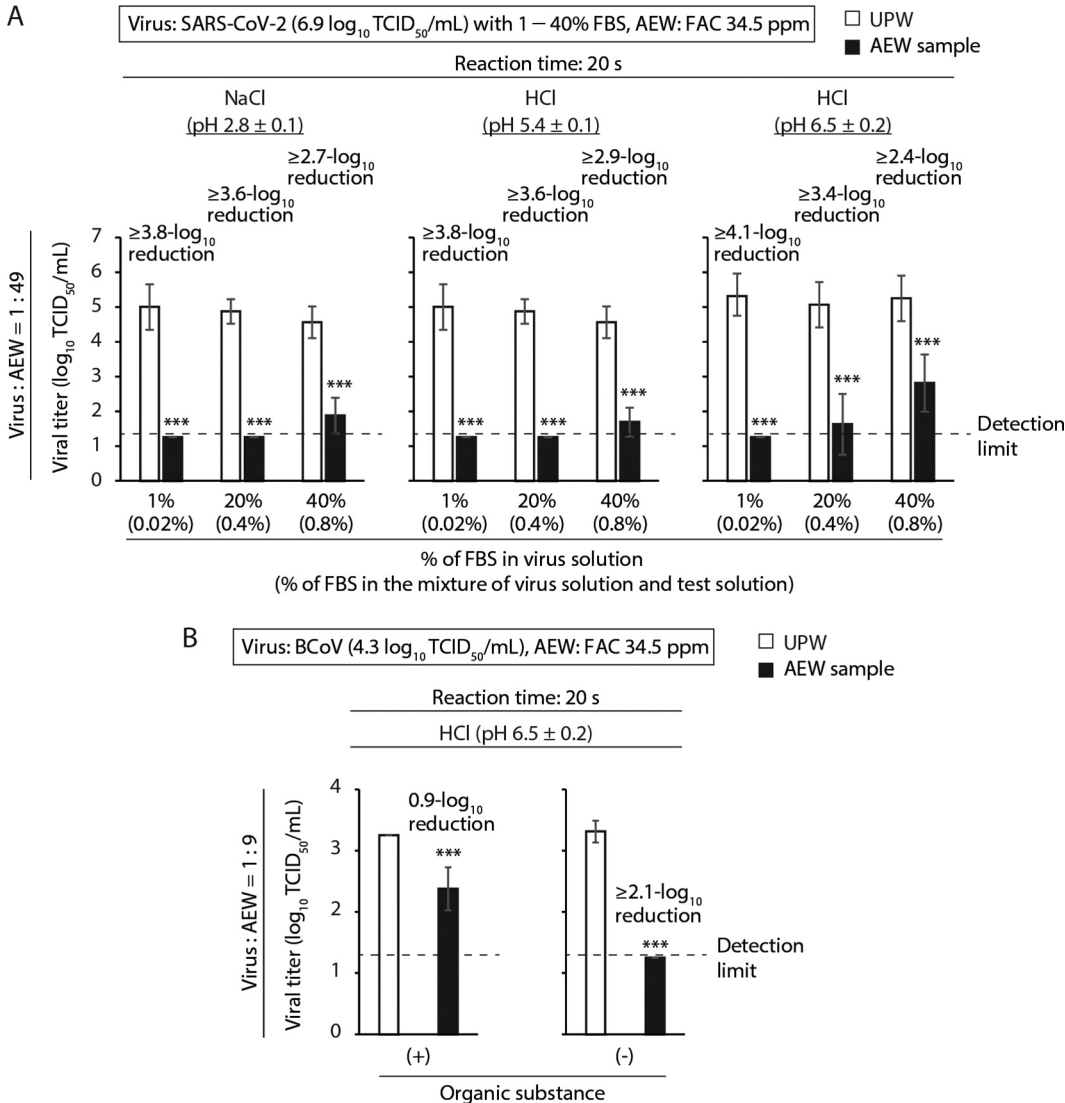 A
Virus: SARS-CoV-2 (6.9 log₁₀ TCID₅₀/mL) with 1 – 40% FBS, AEW: FAC 34.5 ppm
UPW
AEW sample
Reaction time: 20 s
NaCl
(pH 2.8 ± 0.1)
HCl
(pH 5.4 ± 0.1)
HCl
(pH 6.5 ± 0.2)
≥3.8-log₁₀
reduction
≥3.6-log₁₀
reduction
≥2.7-log₁₀
reduction
≥3.8-log₁₀
reduction
≥3.6-log₁₀
reduction
≥2.9-log₁₀
reduction
≥4.1-log₁₀
reduction
≥3.4-log₁₀
reduction
≥2.4-log₁₀
reduction
Virus : AEW = 1 : 49
Viral titer (log₁₀ TCID₅₀/mL)
7
6
5
4
3
2
1
0
*** *** ***
*** *** ***
*** *** ***
Detection
limit
1% 20% 40% 1% 20% 40% 1% 20% 40%
(0.02%) (0.4%) (0.8%) (0.02%) (0.4%) (0.8%) (0.02%) (0.4%) (0.8%)
% of FBS in virus solution
(% of FBS in the mixture of virus solution and test solution)
B
Virus: BCoV (4.3 log₁₀ TCID₅₀/mL), AEW: FAC 34.5 ppm
UPW
AEW sample
Reaction time: 20 s
HCl (pH 6.5 ± 0.2)
Virus : AEW = 1 : 9
Viral titer (log₁₀ TCID₅₀/mL)
4
3
2
1
0
0.9-log₁₀
reduction
***
≥2.1-log₁₀
reduction
***
Detection
limit
(+) (-)
Organic substance